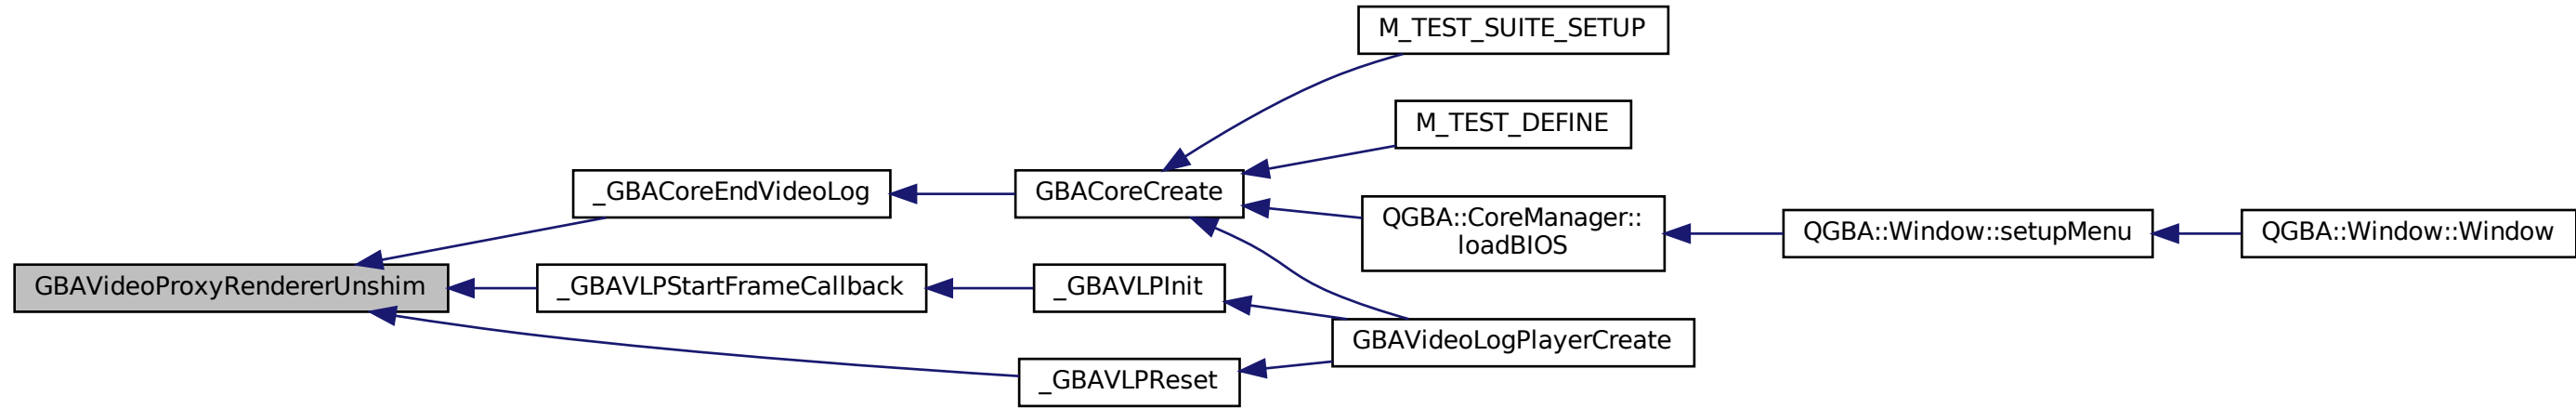 M_TEST_SUITE_SETUP
M_TEST_DEFINE
_GBACoreEndVideoLog
GBACoreCreate
QGBA::CoreManager::
loadBIOS
QGBA::Window::setupMenu
QGBA::Window::Window
GBAVideoProxyRendererUnshim
_GBAVLPStartFrameCallback
_GBAVLPInit
GBAVideoLogPlayerCreate
_GBAVLPReset